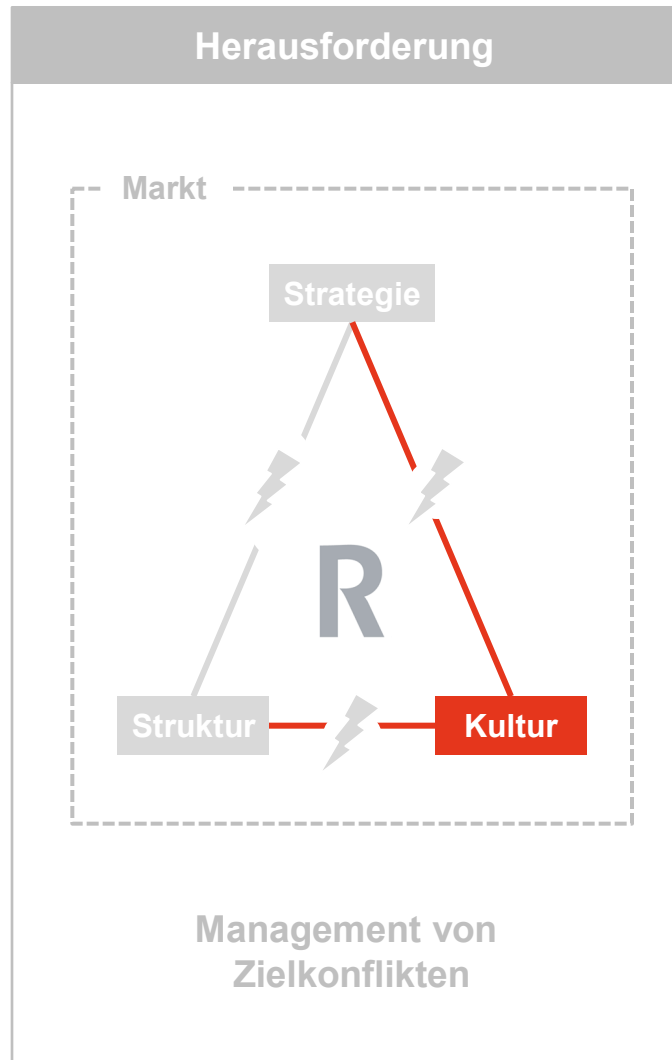 Herausforderung
Markt
Strategie
R
Struktur
Kultur
Management von
Zielkonflikten